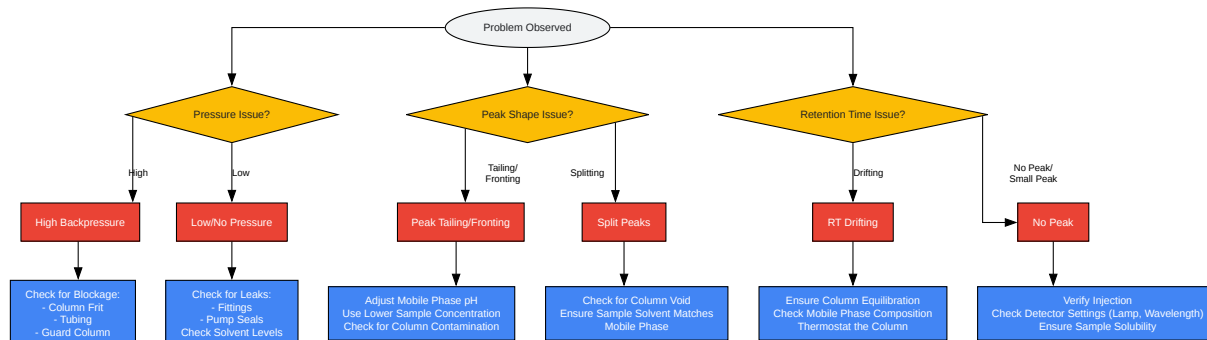 Problem Observed
Pressure Issue?
Peak Shape Issue?
Retention Time Issue?
High
Low
Tailing/
Fronting
Splitting
Drifting
No Peak/
Small Peak
High Backpressure
Low/No Pressure
Peak Tailing/Fronting
Split Peaks
RT Drifting
No Peak
Check for Blockage:
- Column Frit
- Tubing
- Guard Column
Check for Leaks:
- Fittings
- Pump Seals
Check Solvent Levels
Adjust Mobile Phase pH
Use Lower Sample Concentration
Check for Column Contamination
Check for Column Void
Ensure Sample Solvent Matches
Mobile Phase
Ensure Column Equilibration
Check Mobile Phase Composition
Thermostat the Column
Verify Injection
Check Detector Settings (Lamp, Wavelength)
Ensure Sample Solubility